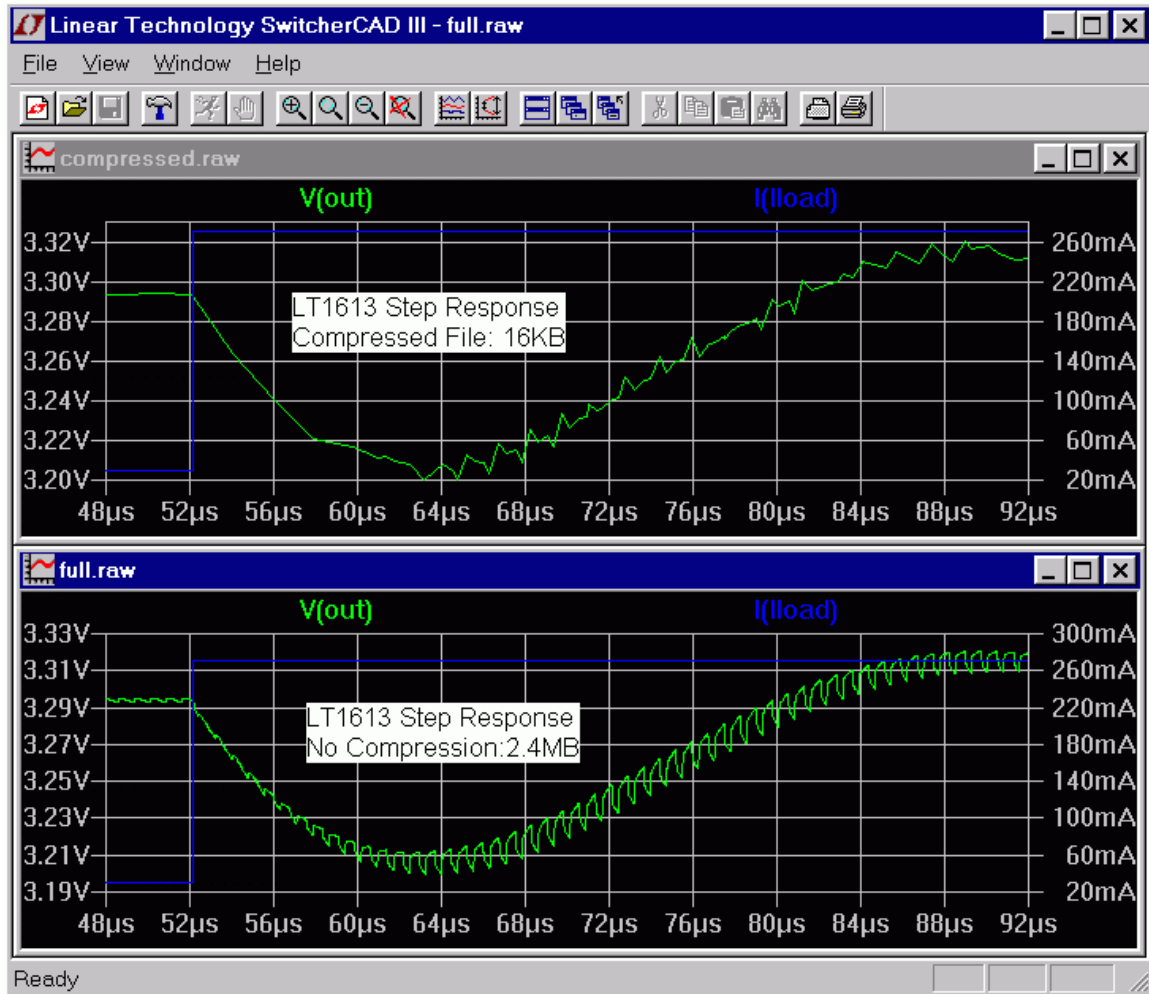 Linear Technology SwitcherCAD III - full.raw
File View Window Help
compressed.raw
V(out) I(Iload)
3.32V
3.30V
3.28V
3.26V
3.24V
3.22V
3.20V
LT1613 Step Response
Compressed File: 16KB
260mA
220mA
180mA
140mA
100mA
60mA
20mA
48µs 52µs 56µs 60µs 64µs 68µs 72µs 76µs 80µs 84µs 88µs 92µs
full.raw
V(out) I(Iload)
3.33V
3.31V
3.29V
3.27V
3.25V
3.23V
3.21V
3.19V
LT1613 Step Response
No Compression:2.4MB
300mA
260mA
220mA
180mA
140mA
100mA
60mA
20mA
48µs 52µs 56µs 60µs 64µs 68µs 72µs 76µs 80µs 84µs 88µs 92µs
Ready